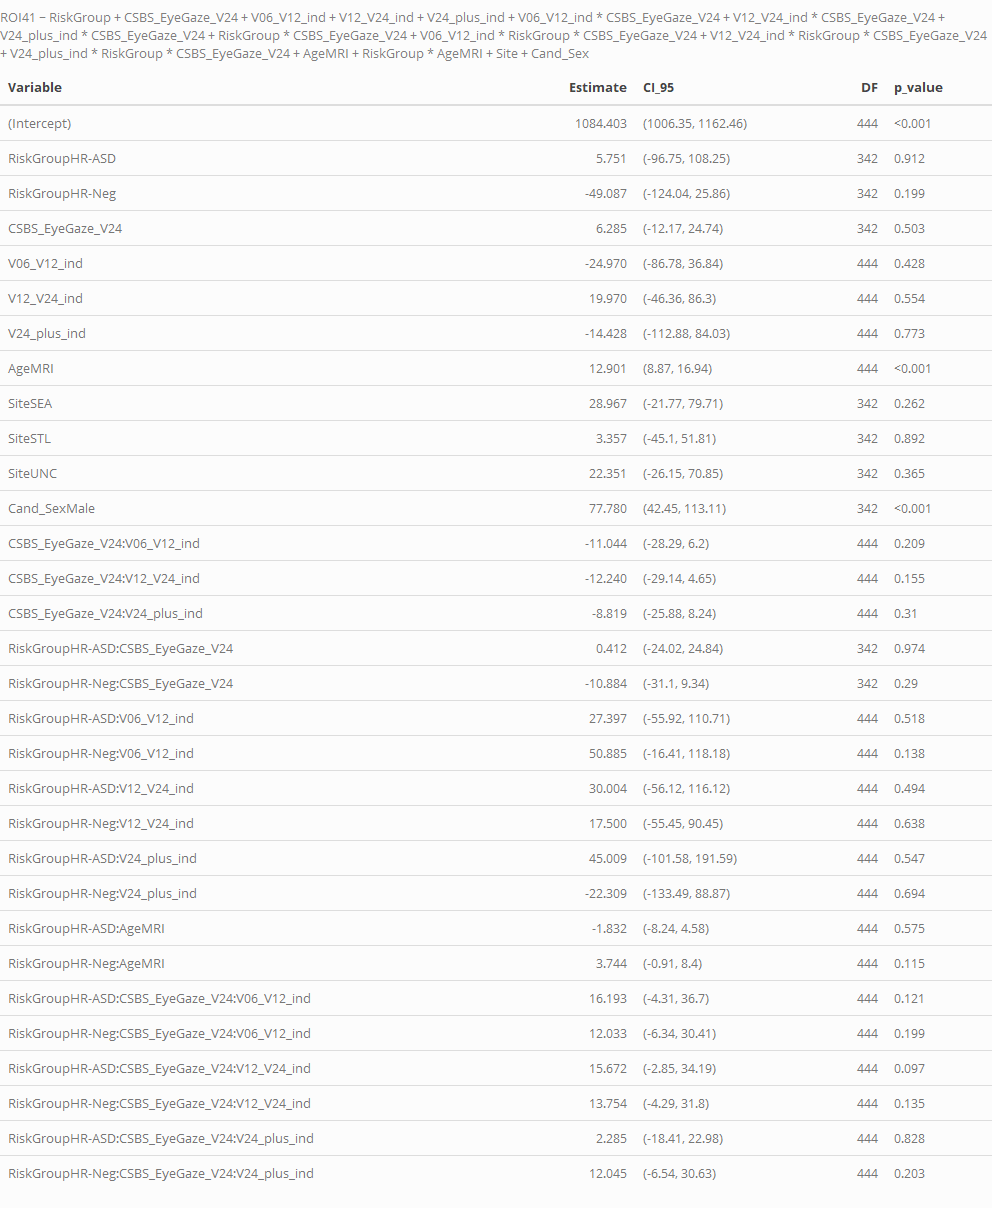 ROI41 ~ RiskGroup + CSBS_EyeGaze_V24 + V06_V12_ind + V12_V24_ind + V24_plus_ind + V06_V12_ind * CSBS_EyeGaze_V24 + V12_V24_ind * CSBS_EyeGaze_V24 +
V24_plus_ind * CSBS_EyeGaze_V24 + RiskGroup * CSBS_EyeGaze_V24 + V06_V12_ind * RiskGroup * CSBS_EyeGaze_V24 + V12_V24_ind * RiskGroup * CSBS_EyeGaze_V24
+ V24_plus_ind * RiskGroup * CSBS_EyeGaze_V24 + AgeMRI + RiskGroup * AgeMRI + Site + Cand_Sex
Variable Estimate CI_95 DF p_value
(Intercept) 1084.403 (1006.35, 1162.46) 444 <0.001
RiskGroupHR-ASD 5.751 (-96.75, 108.25) 342 0.912
RiskGroupHR-Neg -49.087 (-124.04, 25.86) 342 0.199
CSBS_EyeGaze_V24 6.285 (-12.17, 24.74) 342 0.503
V06_V12_ind -24.970 (-86.78, 36.84) 444 0.428
V12_V24_ind 19.970 (-46.36, 86.3) 444 0.554
V24_plus_ind -14.428 (-112.88, 84.03) 444 0.773
AgeMRI 12.901 (8.87, 16.94) 444 <0.001
SiteSEA 28.967 (-21.77, 79.71) 342 0.262
SiteSTL 3.357 (-45.1, 51.81) 342 0.892
SiteUNC 22.351 (-26.15, 70.85) 342 0.365
Cand_SexMale 77.780 (42.45, 113.11) 342 <0.001
CSBS_EyeGaze_V24:V06_V12_ind -11.044 (-28.29, 6.2) 444 0.209
CSBS_EyeGaze_V24:V12_V24_ind -12.240 (-29.14, 4.65) 444 0.155
CSBS_EyeGaze_V24:V24_plus_ind -8.819 (-25.88, 8.24) 444 0.31
RiskGroupHR-ASD:CSBS_EyeGaze_V24 0.412 (-24.02, 24.84) 342 0.974
RiskGroupHR-Neg:CSBS_EyeGaze_V24 -10.884 (-31.1, 9.34) 342 0.29
RiskGroupHR-ASD:V06_V12_ind 27.397 (-55.92, 110.71) 444 0.518
RiskGroupHR-Neg:V06_V12_ind 50.885 (-16.41, 118.18) 444 0.138
RiskGroupHR-ASD:V12_V24_ind 30.004 (-56.12, 116.12) 444 0.494
RiskGroupHR-Neg:V12_V24_ind 17.500 (-55.45, 90.45) 444 0.638
RiskGroupHR-ASD:V24_plus_ind 45.009 (-101.58, 191.59) 444 0.547
RiskGroupHR-Neg:V24_plus_ind -22.309 (-133.49, 88.87) 444 0.694
RiskGroupHR-ASD:AgeMRI -1.832 (-8.24, 4.58) 444 0.575
RiskGroupHR-Neg:AgeMRI 3.744 (-0.91, 8.4) 444 0.115
RiskGroupHR-ASD:CSBS_EyeGaze_V24:V06_V12_ind 16.193 (-4.31, 36.7) 444 0.121
RiskGroupHR-Neg:CSBS_EyeGaze_V24:V06_V12_ind 12.033 (-6.34, 30.41) 444 0.199
RiskGroupHR-ASD:CSBS_EyeGaze_V24:V12_V24_ind 15.672 (-2.85, 34.19) 444 0.097
RiskGroupHR-Neg:CSBS_EyeGaze_V24:V12_V24_ind 13.754 (-4.29, 31.8) 444 0.135
RiskGroupHR-ASD:CSBS_EyeGaze_V24:V24_plus_ind 2.285 (-18.41, 22.98) 444 0.828
RiskGroupHR-Neg:CSBS_EyeGaze_V24:V24_plus_ind 12.045 (-6.54, 30.63) 444 0.203